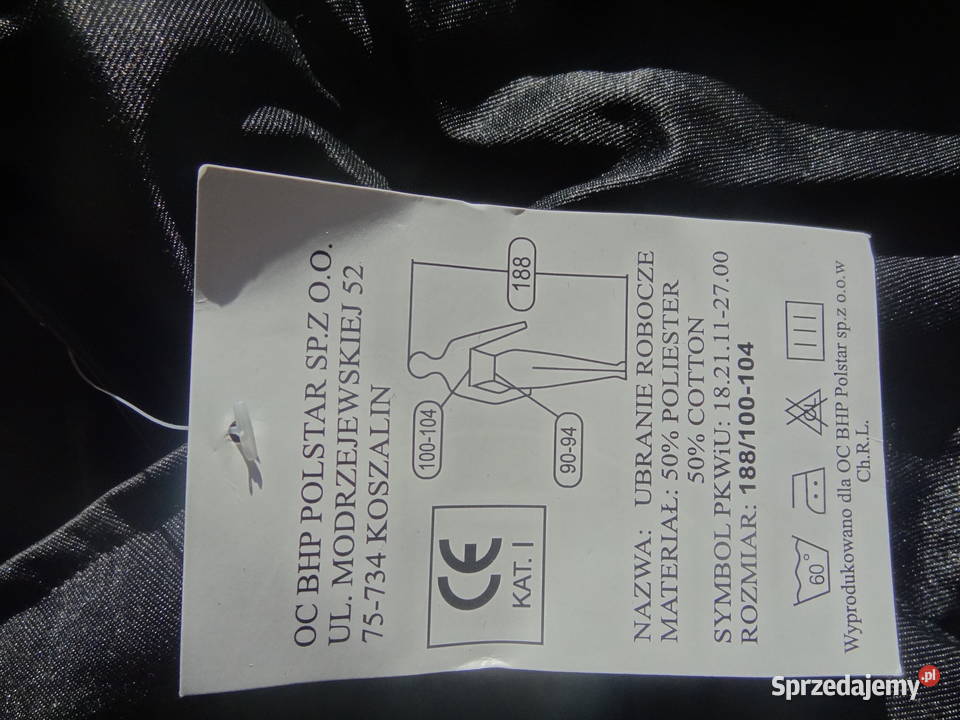 OC BHP POLSTAR SP.Z O.O.
UL. MODRZEJEWSKIEJ 52
75-734 KOSZALIN
CE
KAT. I
100-104
188
90-94
NAZWA: UBRANIE ROBOCZE
MATERIAŁ: 50% POLIESTER
50% COTTON
SYMBOL PKWiU: 18.21.11-27.00
ROZMIAR: 188/100-104
60°
CL
Wyprodukowano dla OC BHP Polstar sp.z o.o.w
Ch.R.L.
Sprzedajemy.pl